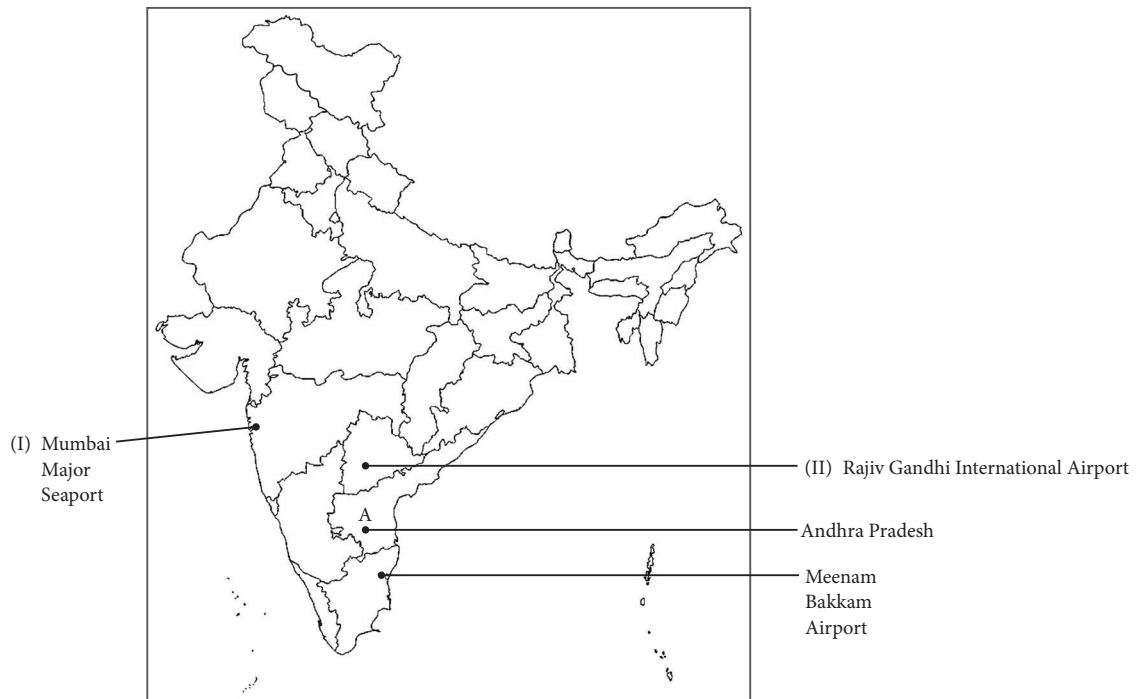 (I) Mumbai
Major
Seaport
(II) Rajiv Gandhi International Airport
A
Andhra Pradesh
Meenam
Bakkam
Airport